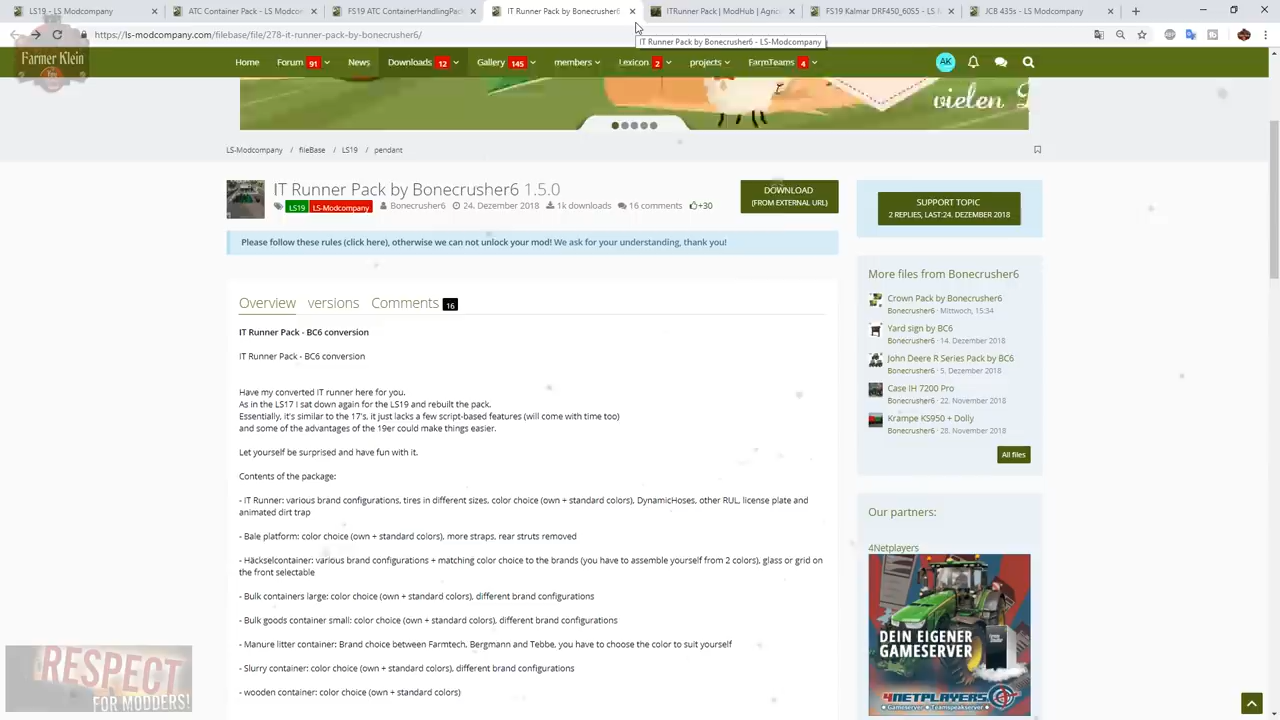 JCB 435s - LS Modcompany
ATC Container Pack - LS-Modcom
FS19 ATC ContainerHandlingPack
IT Runner Pack by Bonecrusher6
ITRunner Pack | ModHub | Agricu
FS19 Kalmar DRF450_60S5 - LS-M
JCB 435s - LS Modcompany
https://ls-modcompany.com/filebase/file/278-it-runner-pack-by-bonecrusher6/
IT Runner Pack by Bonecrusher6 - LS-Modcompany
Farmer Klein
Home
Forum 91
News
Downloads 12
Gallery 145
members
Lexicon 2
projects
FarmTeams 4
AK
vielen
LS-Modcompany / fileBase / LS19 / pendant
IT Runner Pack by Bonecrusher6 1.5.0
LS19 LS-Modcompany Bonecrusher6 24. Dezember 2018 1k downloads 16 comments +30
DOWNLOAD
(FROM EXTERNAL URL)
SUPPORT TOPIC
2 REPLIES, LAST:24. DEZEMBER 2018
Please follow these rules (click here), otherwise we can not unlock your mod! We ask for your understanding, thank you!
Overview versions Comments 16
IT Runner Pack - BC6 conversion
IT Runner Pack - BC6 conversion
Have my converted IT runner here for you.
As in the LS17 I sat down again for the LS19 and rebuilt the pack.
Essentially, it's similar to the 17's, it just lacks a few script-based features (will come with time too)
and some of the advantages of the 19er could make things easier.
Let yourself be surprised and have fun with it.
Contents of the package:
- IT Runner: various brand configurations, tires in different sizes, color choice (own + standard colors), DynamicHoses, other RUL, license plate and
animated dirt trap
- Bale platform: color choice (own + standard colors), more straps, rear struts removed
- Häckselcontainer: various brand configurations + matching color choice to the brands (you have to assemble yourself from 2 colors), glass or grid on
the front selectable
- Bulk containers large: color choice (own + standard colors), different brand configurations
- Bulk goods container small: color choice (own + standard colors), different brand configurations
- Manure litter container: Brand choice between Farmtech, Bergmann and Tebbe, you have to choose the color to suit yourself
- Slurry container: color choice (own + standard colors), different brand configurations
- wooden container: color choice (own + standard colors)
More files from Bonecrusher6
Crown Pack by Bonecrusher6
Bonecrusher6 · Mittwoch, 15:34
Yard sign by BC6
Bonecrusher6 · 14. Dezember 2018
John Deere R Series Pack by BC6
Bonecrusher6 · 5. Dezember 2018
Case IH 7200 Pro
Bonecrusher6 · 22. November 2018
Krampe KS950 + Dolly
Bonecrusher6 · 28. November 2018
All files
Our partners:
4Netplayers
DEIN EIGENER
GAMESERVER
4NETPLAYERS
Gameserver Teamspeakserver
RESPECT
FOR MODDERS!